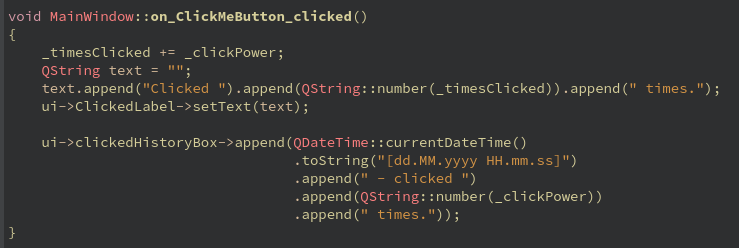 void MainWindow::on_ClickMeButton_clicked()
{
    _timesClicked += _clickPower;
    QString text = "";
    text.append("Clicked ").append(QString::number(_timesClicked)).append(" times.");
    ui->ClickedLabel->setText(text);

    ui->clickedHistoryBox->append(QDateTime::currentDateTime()
                                  .toString("[dd.MM.yyyy HH.mm.ss]")
                                  .append(" - clicked ")
                                  .append(QString::number(_clickPower))
                                  .append(" times."));
}